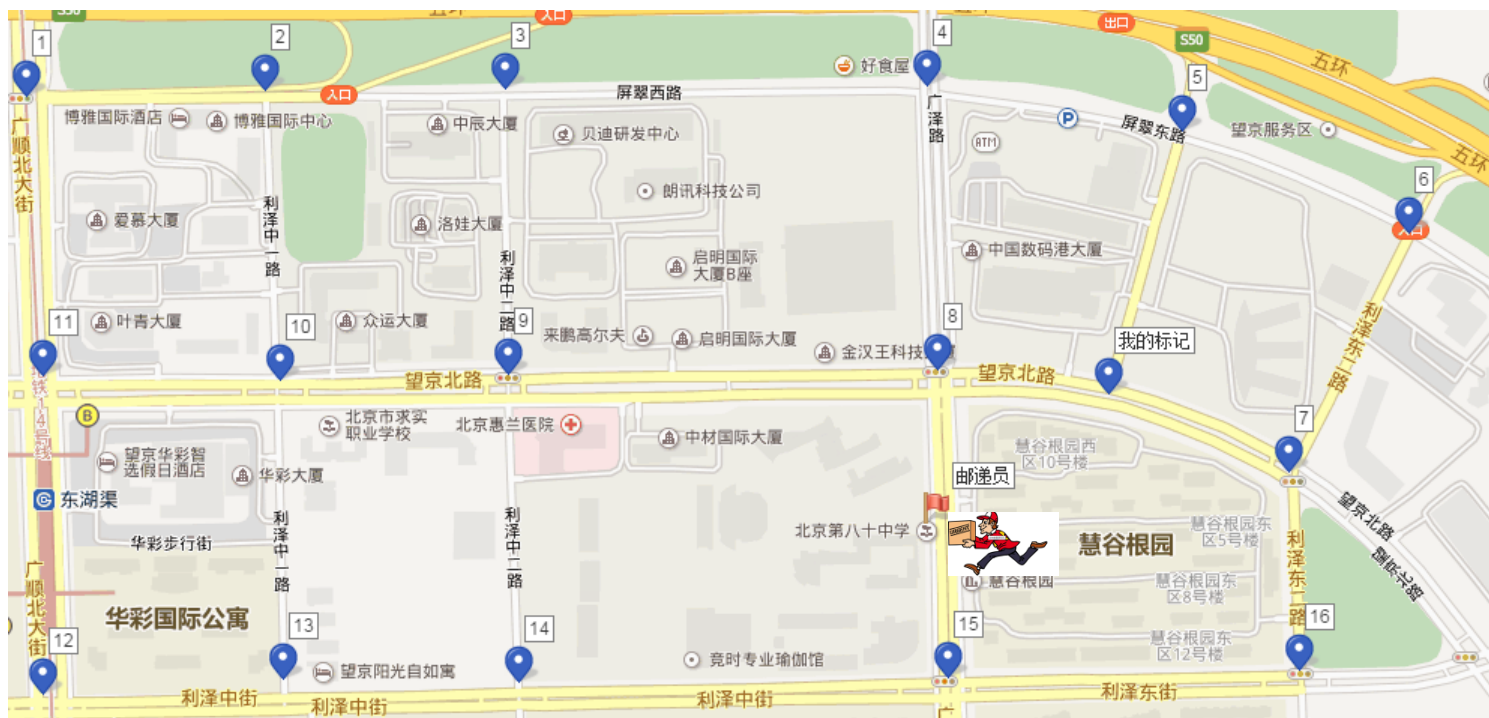 S50
五环
入口
五环
1
2
3
4
出口
S50
五环
好食屋
屏翠西路
5
博雅国际酒店
博雅国际中心
入口
中辰大厦
贝迪研发中心
广泽路
P
屏翠东路
望京服务区
五环
ATM
广顺北大街
朗讯科技公司
6
爱慕大厦
利泽中一路
洛娃大厦
入口
中国数码港大厦
启明国际
大厦B座
利泽中二路
11
叶青大厦
10
众运大厦
9
来鹏高尔夫
启明国际大厦
8
金汉王科技
我的标记
利泽东二路
望京北路
望京北路
地铁14号线
B
北京市求实
职业学校
北京惠兰医院
中材国际大厦
7
慧谷根园西
区10号楼
望京华彩智
选假日酒店
华彩大厦
邮递员
东湖渠
望京北路
利泽中一路
利泽中二路
北京第八十中学
慧谷根园
慧谷根园东
区5号楼
利泽东二路
华彩步行街
广顺北大街
慧谷根园
慧谷根园东
区8号楼
华彩国际公寓
12
13
14
15
16
慧谷根园东
区12号楼
望京阳光自如寓
竞时专业瑜伽馆
利泽中街
利泽中街
利泽中街
利泽东街
广